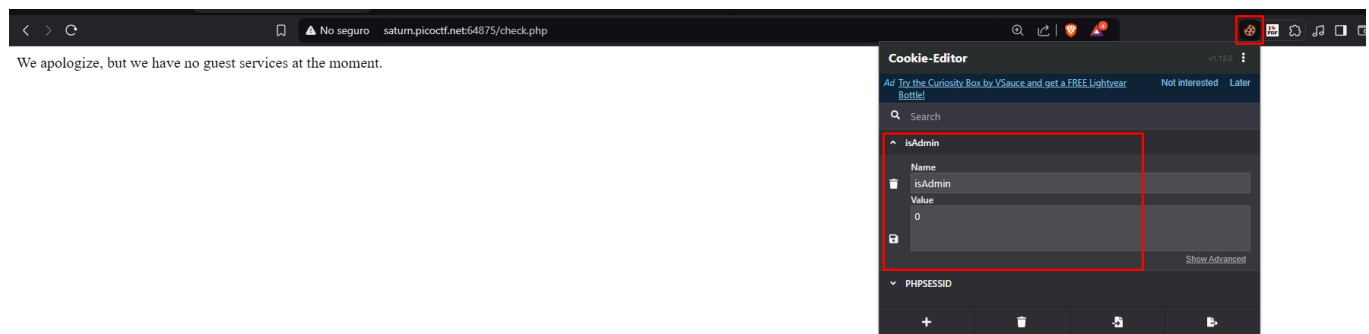 No seguro saturn.picoctf.net:64875/check.php
We apologize, but we have no guest services at the moment.
Cookie-Editor v1.13.0
Ad Try the Curiosity Box by VSauce and get a FREE Lightyear Bottle! Not interested Later
Search
isAdmin
Name
isAdmin
Value
0
Show Advanced
PHPSESSID